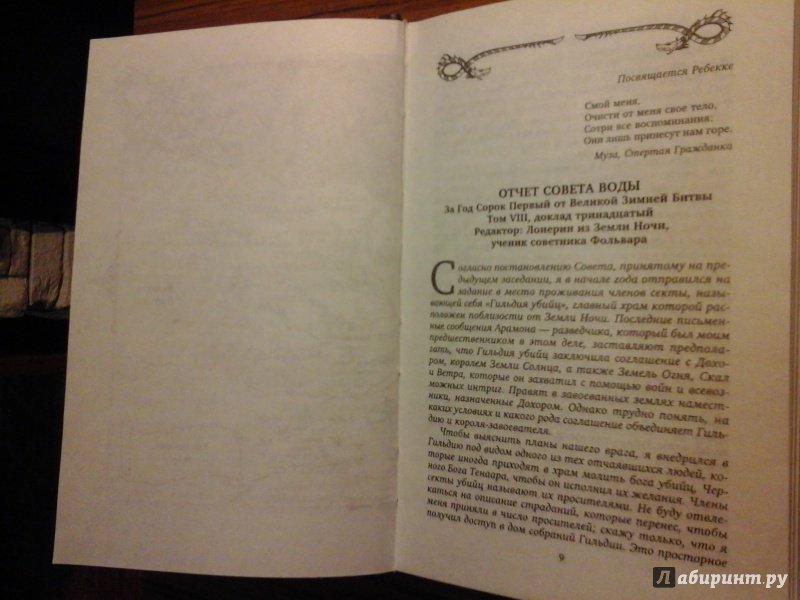 Посвящается Ребекке
Смой меня,
Очисти от меня свое тело,
Сотри все воспоминания:
Они лишь принесут нам горе.
Муза, Стертая Гражданка
ОТЧЕТ СОВЕТА ВОДЫ
За Год Сорок Первый от Великой Зимней Битвы
Том VIII, доклад тринадцатый
Редактор: Лонерин из Земли Ночи,
ученик советника Фольвара
Согласно постановлению Совета, принятому на пре-
дыдущем заседании, я в начале года отправился на
задание в место проживания членов секты, назы-
вающей себя «Гильдия убийц», главный храм которой рас-
положен поблизости от Земли Ночи. Последние письмен-
ные сообщения Арамона — разведчика, который был моим
предшественником в этом деле, заставляют предпола-
гать, что Гильдия убийц заключила соглашение с Дохо-
ром, королем Земли Солнца, а также Земель Огня, Скал
и Ветра, которые он захватил с помощью войн и всевоз-
можных интриг. Правят в завоеванных землях намест-
ники, назначенные Дохором. Однако трудно понять, на
каких условиях и какого рода соглашение объединяет Гиль-
дию и короля-завоевателя.
Чтобы выяснить планы нашего врага, я внедрился в
Гильдию под видом одного из тех отчаявшихся людей, ко-
торые иногда приходят в храм молить бога убийц, Чер-
ного Бога Тенаара, чтобы он исполнил их желания. Члены
секты убийц называют их просителями. Не буду отвле-
каться на описание страданий, которые перенес, чтобы
меня приняли в число просителей; скажу только, что я
получил доступ в дом собраний Гильдии. Это просторное
9
Лабиринт.ру